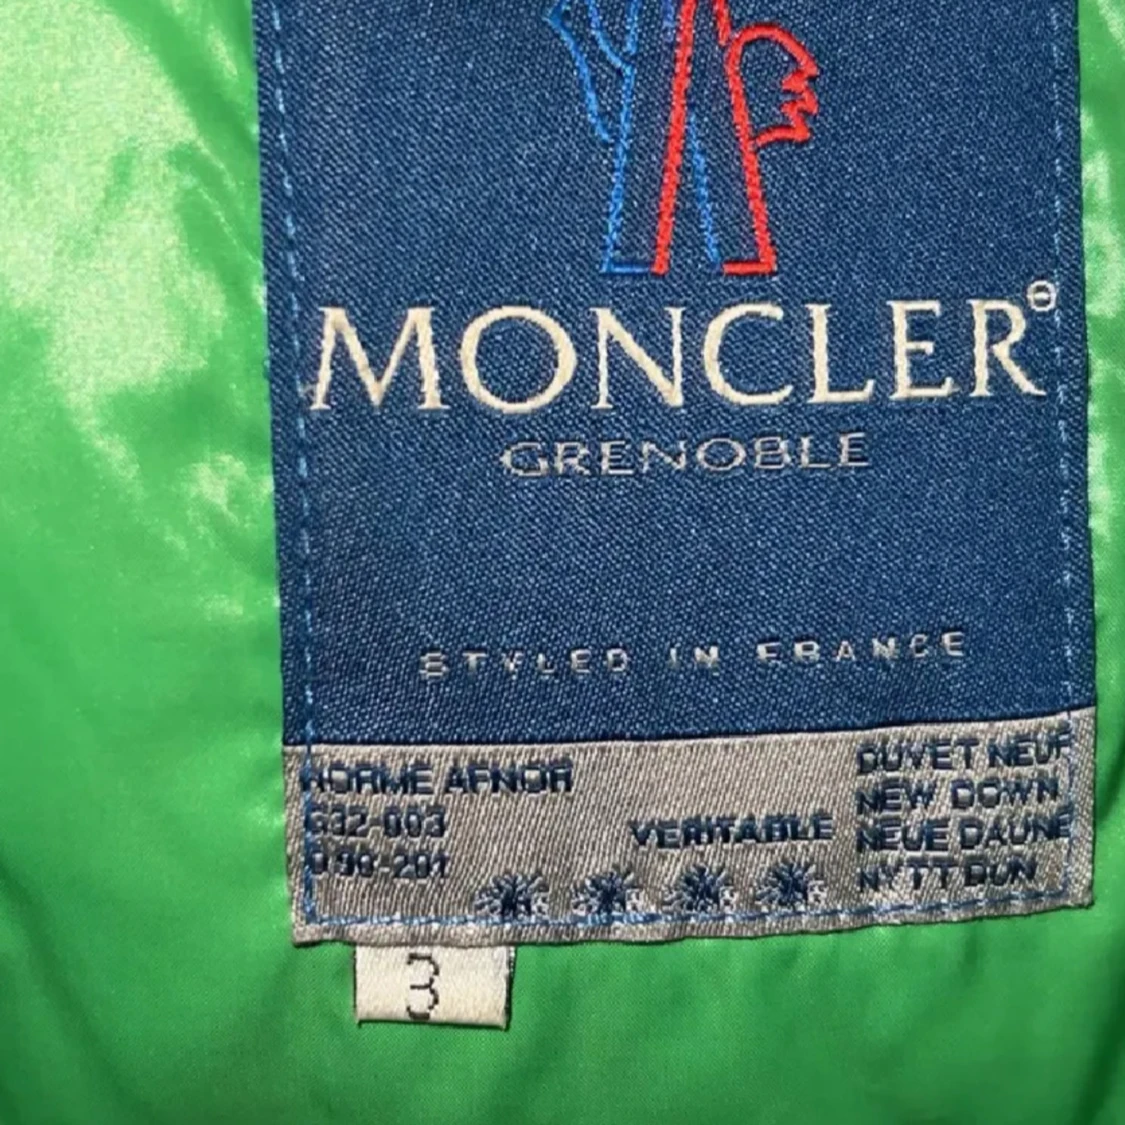 MONCLER®
GRENOBLE
STYLED IN FRANCE
NORME AFNOR
G32-003
VERITABLE
DUVET NEUF
NEW DOWN
NEUE DAUNE
NYTT DUN
3